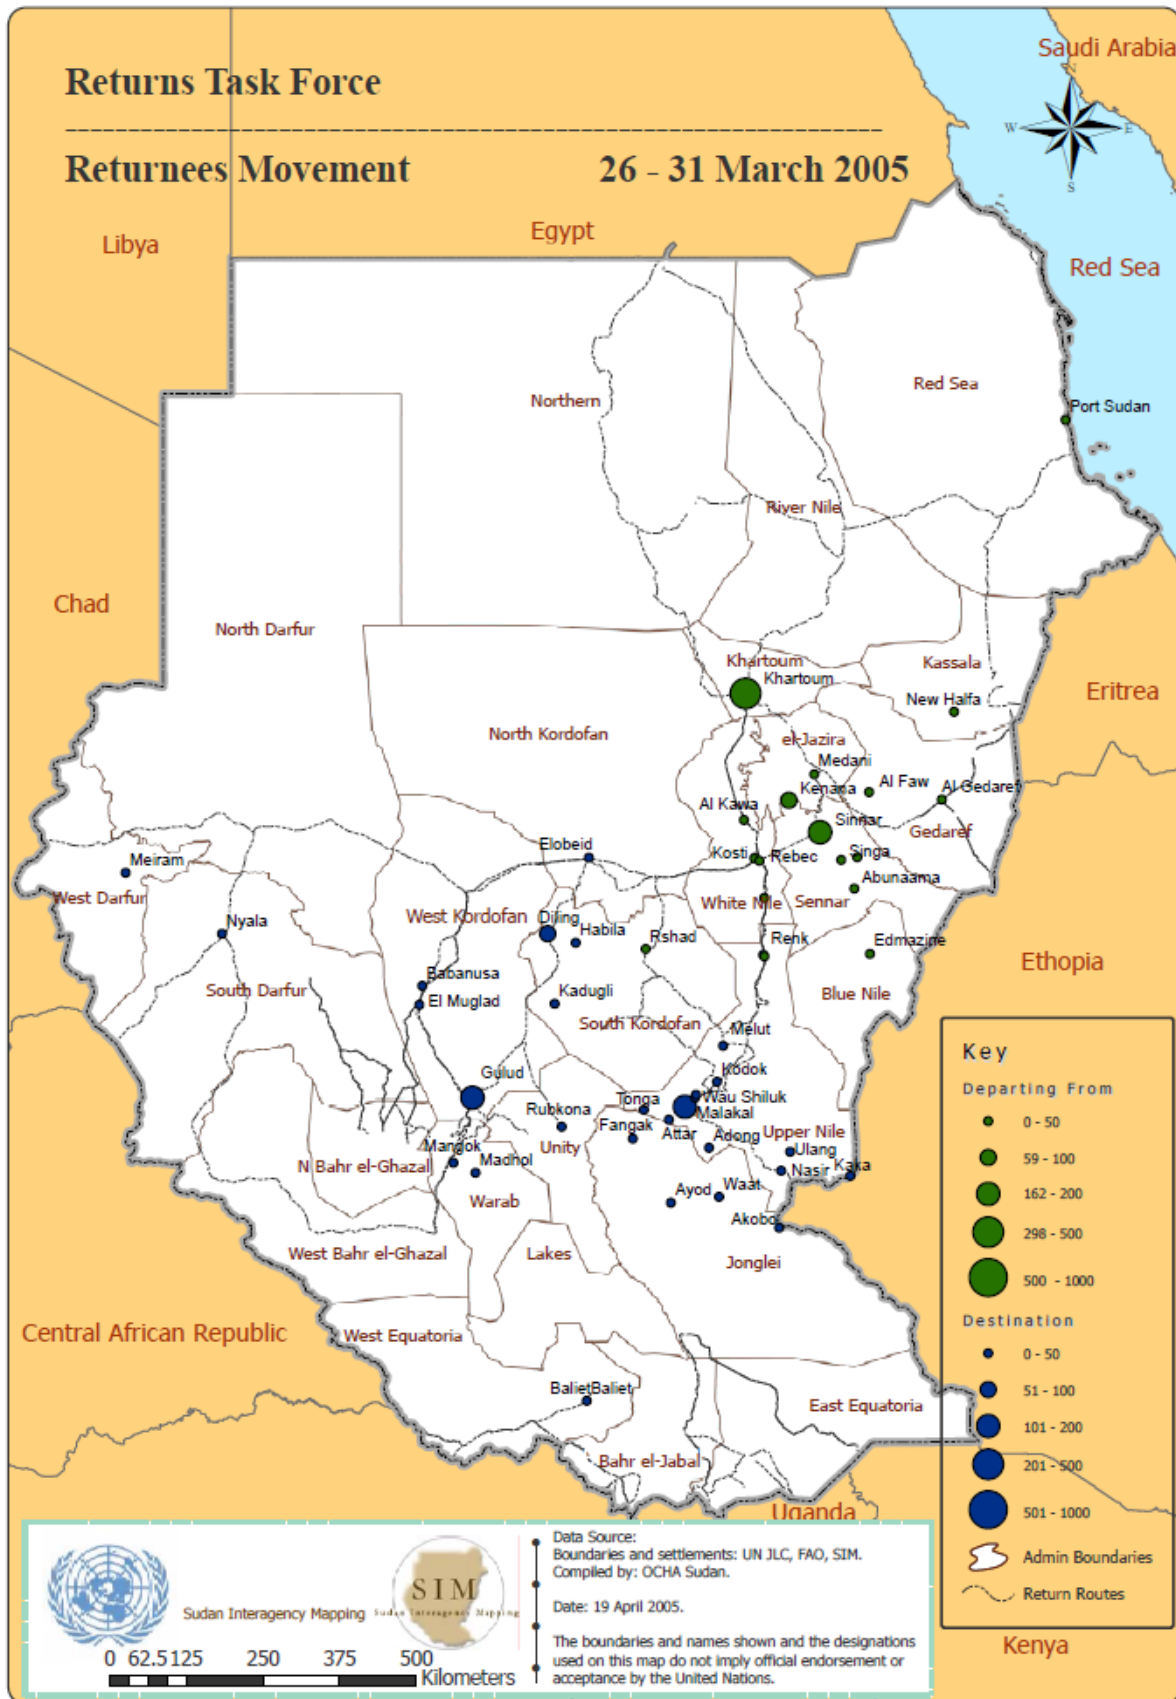 Returns Task Force
Returnees Movement 26 - 31 March 2005
Saudi Arabia
N
W E
S
Libya
Egypt
Red Sea
Red Sea
Northern
Port Sudan
River Nile
Chad
North Darfur
Khartoum
Khartoum
Kassala
New Halfa
Eritrea
North Kordofan
el-Jazira
Medani
Kenana
Al Faw
Al Gedaref
Al Kawa
Sinnar
Gedaref
Elobeid
Kosti
Rebec
Singa
Meiram
West Darfur
Abunaama
White Nile
Sennar
West Kordofan
Nyala
Diling
Habila
Rshad
Renk
Edmazine
Ethopia
Babanusa
South Darfur
El Muglad
Kadugli
Blue Nile
South Kordofan
Melut
Gulud
Kodok
Tonga
Wau Shiluk
Malakal
Rubkona
Fangak
Attar
Adong
Upper Nile
Unity
Ulang
Mangok
N Bahr el-Ghazal
Madhol
Nasir
Kaka
Warab
Ayod
Waat
Akobo
West Bahr el-Ghazal
Lakes
Jonglei
Central African Republic
West Equatoria
BalietBaliet
East Equatoria
Bahr el-Jabal
Uganda
Kenya
Key
Departing From
0 - 50
59 - 100
162 - 200
298 - 500
500 - 1000
Destination
0 - 50
51 - 100
101 - 200
201 - 500
501 - 1000
Admin Boundaries
Return Routes
Sudan Interagency Mapping
SIM
Sudan Interagency Mapping
0 62.5 125 250 375 500
Kilometers
Data Source:
Boundaries and settlements: UN JLC, FAO, SIM.
Compiled by: OCHA Sudan.
Date: 19 April 2005.
The boundaries and names shown and the designations
used on this map do not imply official endorsement or
acceptance by the United Nations.